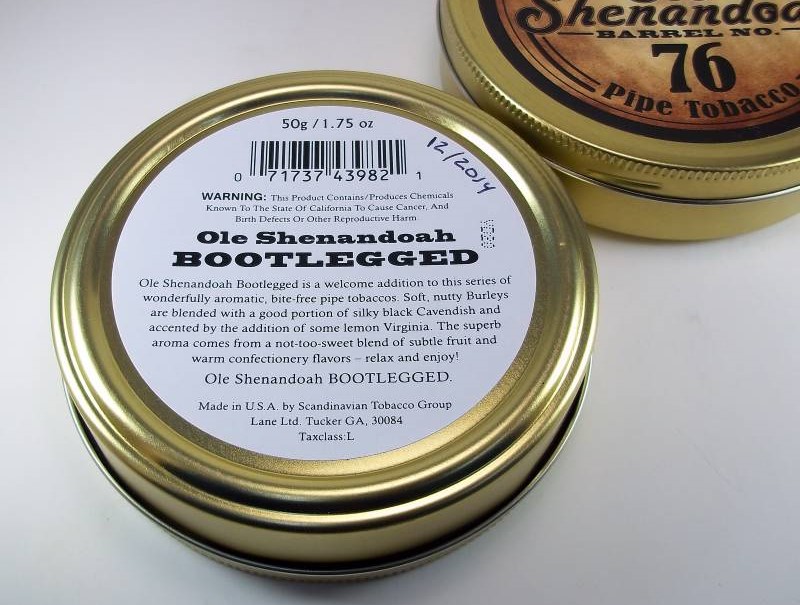 Shenandoa
BARREL NO.
76
Pipe Tobacco
50g / 1.75 oz
0 71737 43982 1
12/2014
WARNING: This Product Contains/Produces Chemicals
Known To The State Of California To Cause Cancer, And
Birth Defects Or Other Reproductive Harm
Ole Shenandoah
BOOTLEGGED
Ole Shenandoah Bootlegged is a welcome addition to this series of
wonderfully aromatic, bite-free pipe tobaccos. Soft, nutty Burleys
are blended with a good portion of silky black Cavendish and
accented by the addition of some lemon Virginia. The superb
aroma comes from a not-too-sweet blend of subtle fruit and
warm confectionery flavors – relax and enjoy!
Ole Shenandoah BOOTLEGGED.
Made in U.S.A. by Scandinavian Tobacco Group
Lane Ltd. Tucker GA, 30084
Taxclass:L